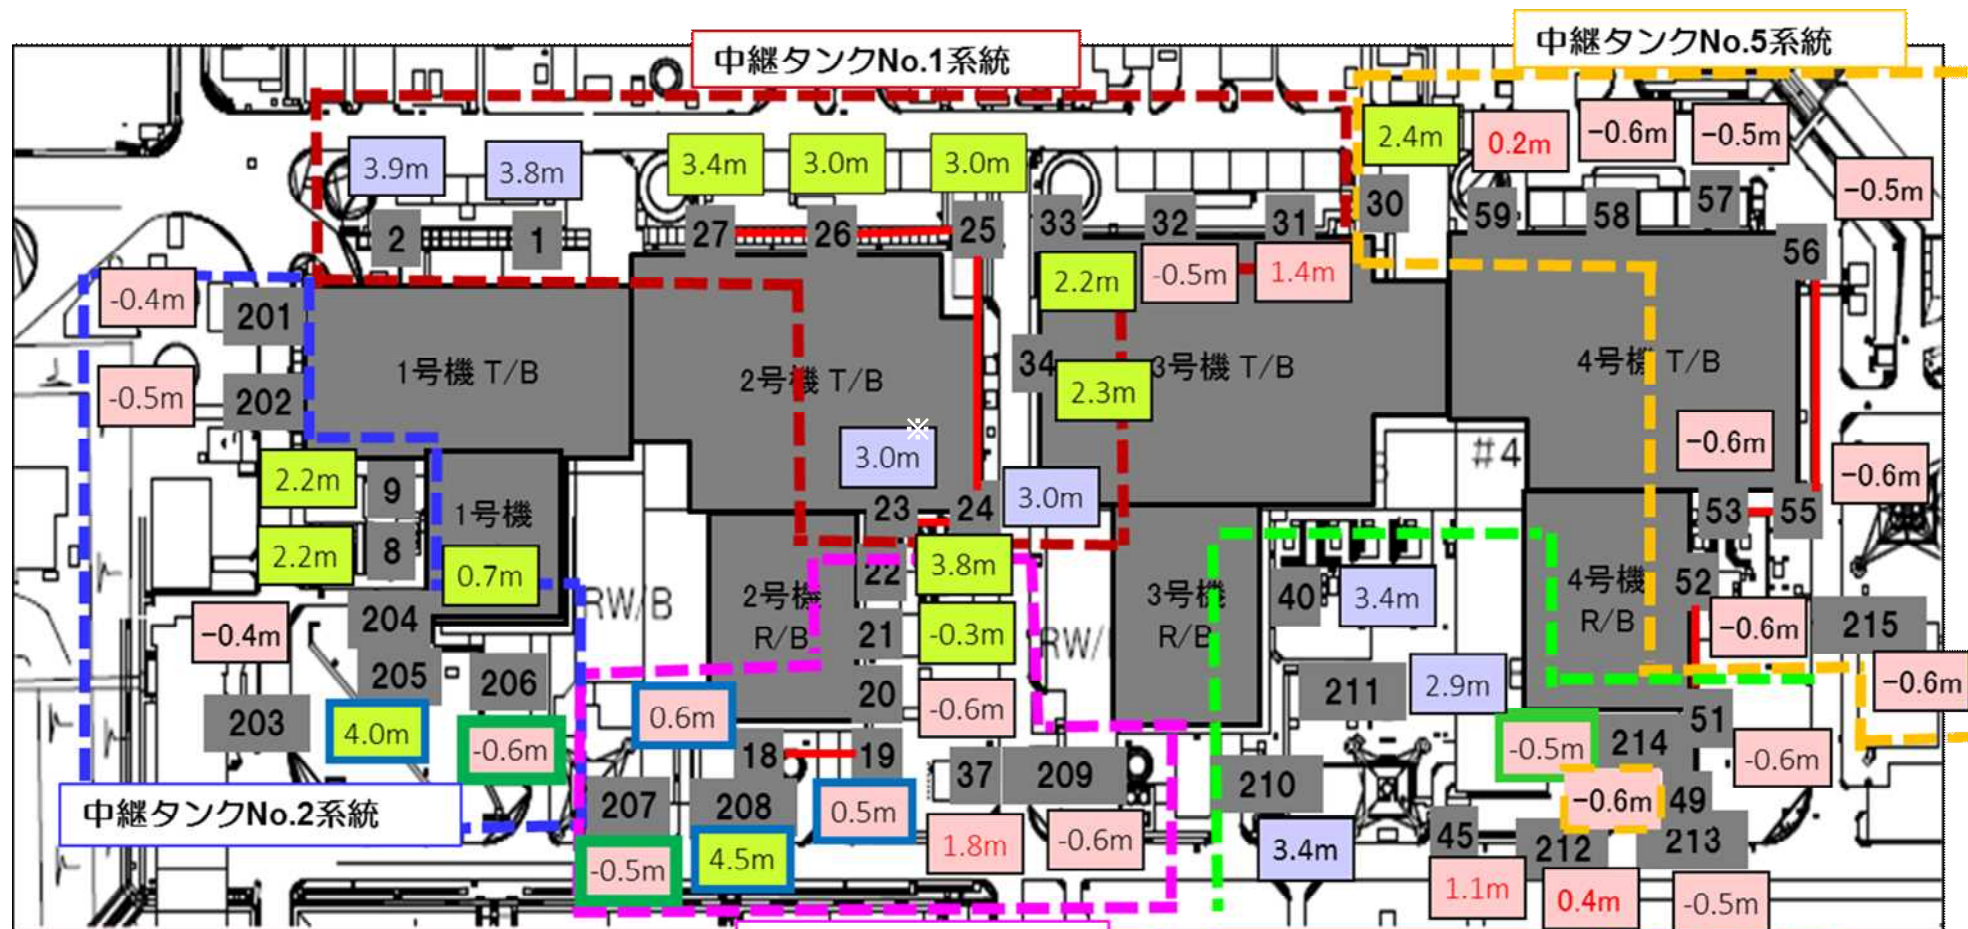 中継タンクNo.1系統
中継タンクNo.5系統
3.9m
3.8m
3.4m
3.0m
3.0m
2.4m
0.2m
-0.6m
-0.5m
-0.5m
2
1
27
26
25
33
32
31
30
59
58
57
56
-0.4m
201
2.2m
-0.5m
1.4m
-0.5m
202
1号機 T/B
2号機 T/B
34
2.3m
3号機 T/B
4号機 T/B
※
3.0m
-0.6m
#4
-0.6m
2.2m
9
1号機
23
24
3.0m
53
55
2.2m
8
0.7m
22
3.8m
RW/B
2号機
R/B
3号機
R/B
40
3.4m
4号機
R/B
52
-0.4m
204
21
-0.3m
RW/
-0.6m
215
205
206
20
-0.6m
211
2.9m
-0.6m
203
4.0m
-0.6m
0.6m
18
19
37
209
210
-0.5m
214
51
-0.6m
中継タンクNo.2系統
207
208
0.5m
-0.6m
49
1.8m
-0.6m
3.4m
45
212
213
-0.5m
4.5m
1.1m
0.4m
-0.5m